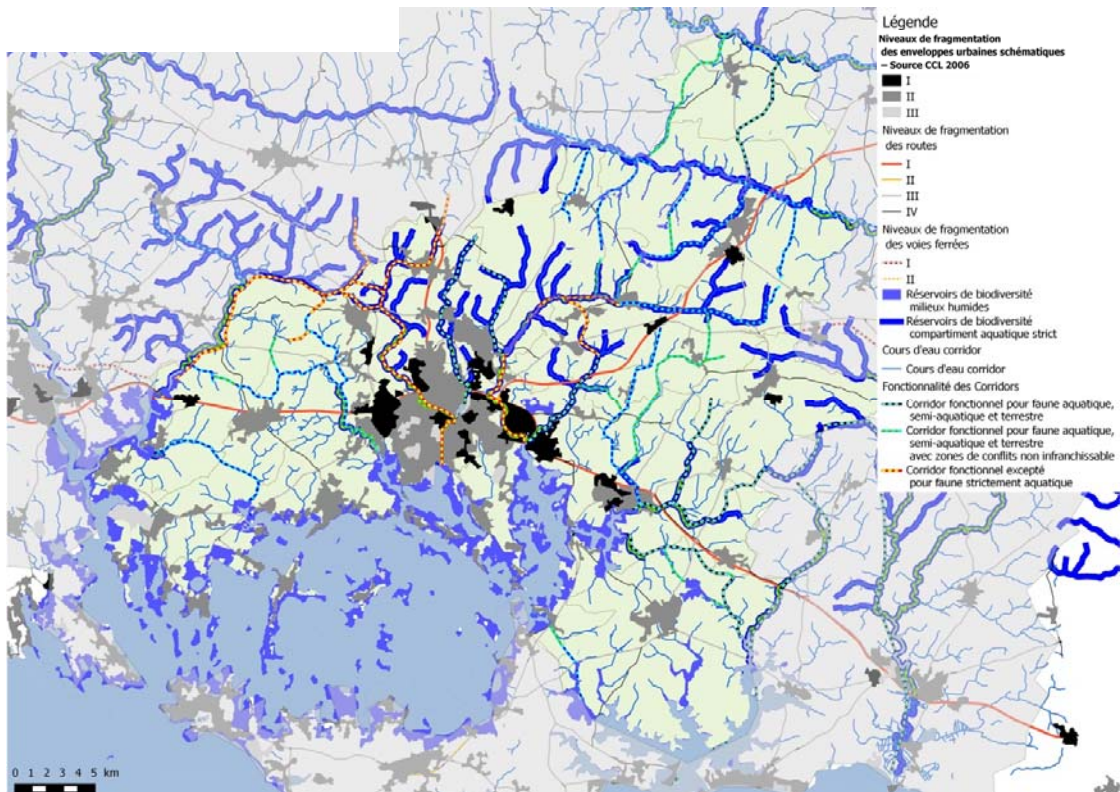 Légende
Niveaux de fragmentation
des enveloppes urbaines schématiques
– Source CCL 2006
I
II
III
Niveaux de fragmentation
des routes
I
II
III
IV
Niveaux de fragmentation
des voies ferrées
I
II
Réservoirs de biodiversité
milieux humides
Réservoirs de biodiversité
compartiment aquatique strict
Cours d'eau corridor
Cours d'eau corridor
Fonctionnalité des Corridors
Corridor fonctionnel pour faune aquatique,
semi-aquatique et terrestre
Corridor fonctionnel pour faune aquatique,
semi-aquatique et terrestre
avec zones de conflits non infranchissable
Corridor fonctionnel excepté
pour faune strictement aquatique
0 1 2 3 4 5 km